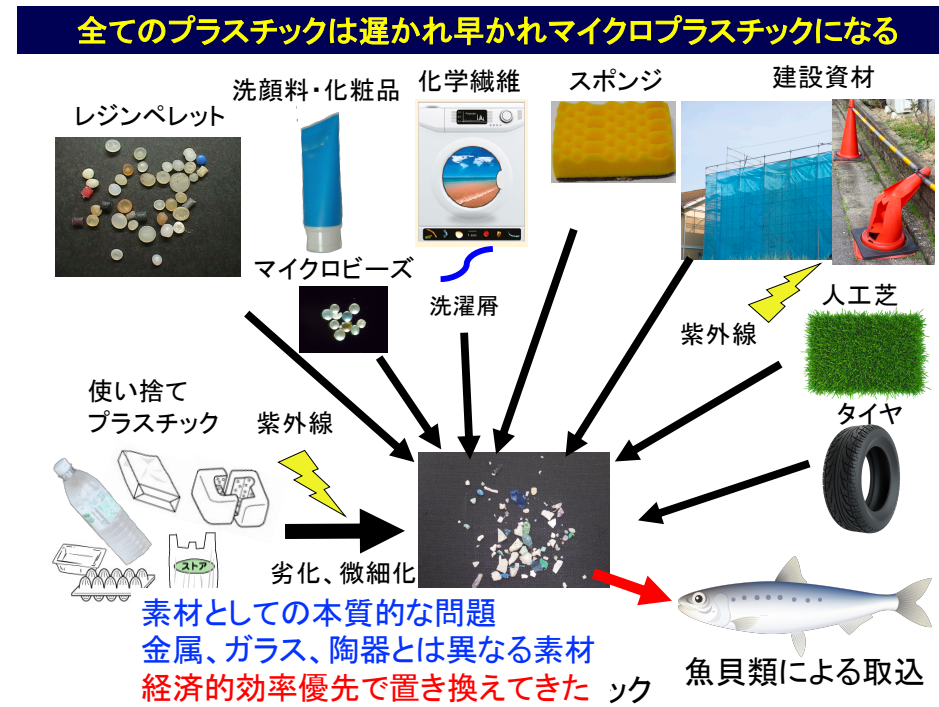 全てのプラスチックは遅かれ早かれマイクロプラスチックになる
レジンペレット
洗顔料・化粧品
化学繊維
スポンジ
建設資材
マイクロビーズ
洗濯屑
紫外線
人工芝
タイヤ
使い捨て
プラスチック
紫外線
ストア
劣化、微細化
素材としての本質的な問題
金属、ガラス、陶器とは異なる素材
経済的効率優先で置き換えてきた
ック
魚貝類による取込